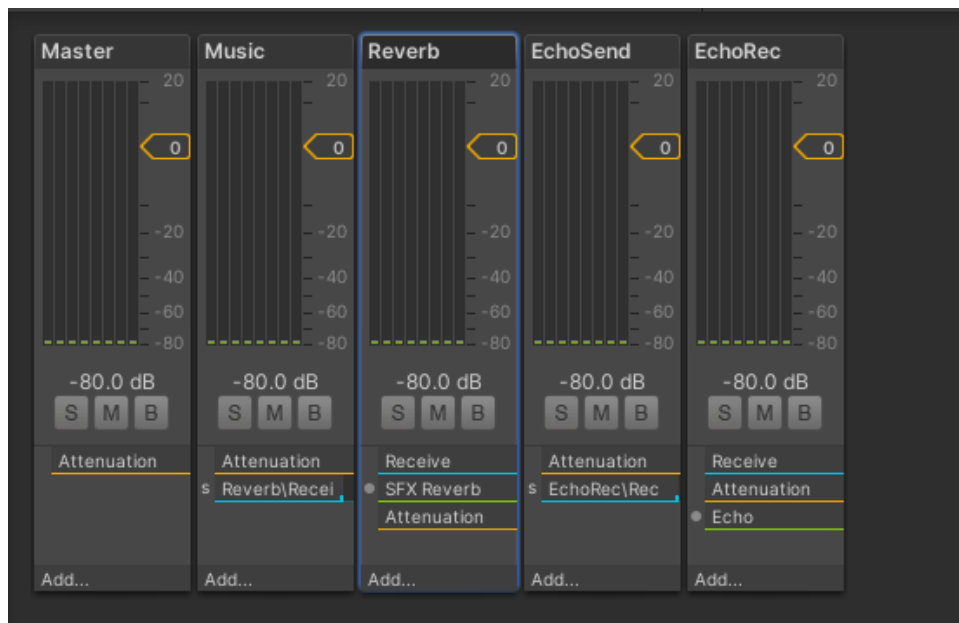 Master
20
0
-20
-40
-60
-80
-80.0 dB
S M B
Attenuation
Add...
Music
20
0
-20
-40
-60
-80
-80.0 dB
S M B
Attenuation
s Reverb\Recei
Add...
Reverb
20
0
-20
-40
-60
-80
-80.0 dB
S M B
Receive
SFX Reverb
Attenuation
Add...
EchoSend
20
0
-20
-40
-60
-80
-80.0 dB
S M B
Attenuation
s EchoRec\Rec
Add...
EchoRec
20
0
-20
-40
-60
-80
-80.0 dB
S M B
Receive
Attenuation
Echo
Add...